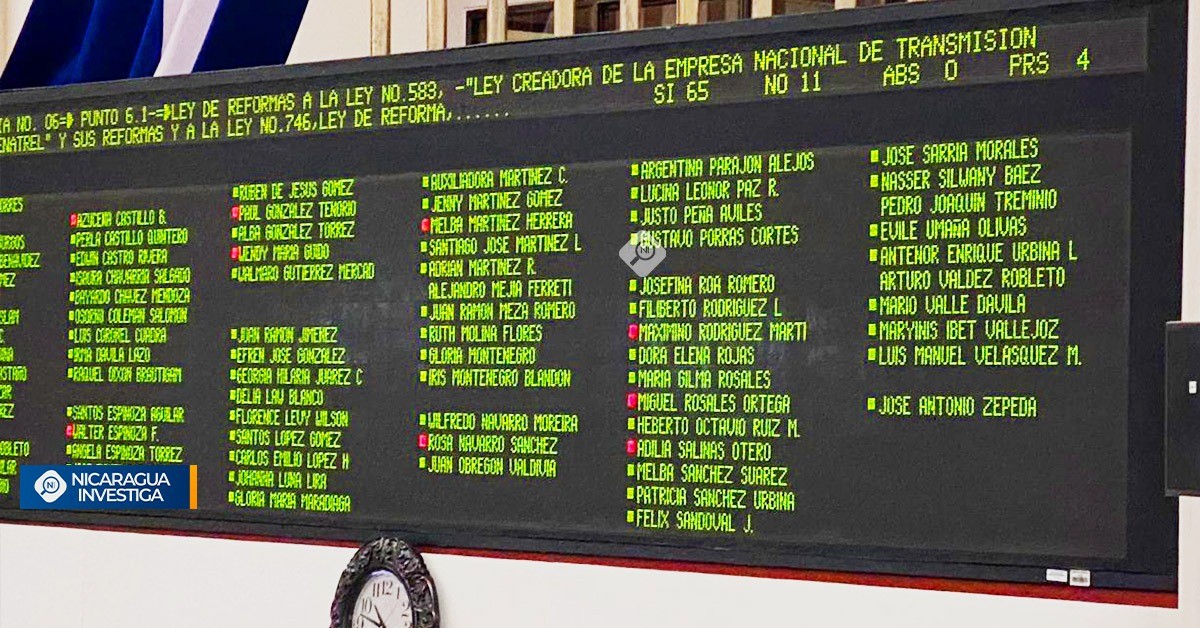 NO. 06=> PUNTO 6.1-=>LEY DE REFORMAS A LA LEY NO.583, -"LEY CREADORA DE LA EMPRESA NACIONAL DE TRANSMISION
ENATREL" Y SUS REFORMAS Y A LA LEY NO.746,LEY DE REFORMA,......
SI 65 NO 11 ABS 0 PRS 4
AZUCENA CASTILLO B.
PERLA CASTILLO QUINTERO
EDWIN CASTRO RIVERA
ISAURA CHAVARRIA SALGADO
BAYARDO CHAVEZ MENDOZA
OSORNO COLEMAN SALOMON
LUIS CORONEL CUADRA
IRMA DAVILA LAZO
RAQUEL DIXON BRAUTIGAM
SANTOS ESPINOZA AGUILAR
WALTER ESPINOZA F.
ANGELA ESPINOZA TORREZ
RUBEN DE JESUS GOMEZ
PAUL GONZALEZ TENORIO
ALBA GONZALEZ TORREZ
WENDY MARIA GUIDO
WALMARO GUTIERREZ MERCAD
JUAN RAMON JIMENEZ
EFREN JOSE GONZALEZ
GEORGIA HILARIA JUAREZ C
DELIA LAW BLANCO
FLORENCE LEVY WILSON
SANTOS LOPEZ GOMEZ
CARLOS EMILIO LOPEZ H
JOHANNA LUNA LIRA
GLORIA MARIA MARADIAGA
AUXILIADORA MARTINEZ C.
JENNY MARTINEZ GOMEZ
MELBA MARTINEZ HERRERA
SANTIAGO JOSE MARTINEZ L
ADRIAN MARTINEZ R.
ALEJANDRO MEJIA FERRETI
JUAN RAMON MEZA ROMERO
RUTH MOLINA FLORES
GLORIA MONTENEGRO
IRIS MONTENEGRO BLANDON
WILFREDO NAVARRO MOREIRA
ROSA NAVARRO SANCHEZ
JUAN OBREGON VALDIVIA
ARGENTINA PARAJON ALEJOS
LUCINA LEONOR PAZ R.
JUSTO PEÑA AVILES
GUSTAVO PORRAS CORTES
JOSEFINA ROA ROMERO
FILIBERTO RODRIGUEZ L
MAXIMINO RODRIGUEZ MARTI
DORA ELENA ROJAS
MARIA GILMA ROSALES
MIGUEL ROSALES ORTEGA
HEBERTO OCTAVIO RUIZ M.
ADILIA SALINAS OTERO
MELBA SANCHEZ SUAREZ
PATRICIA SANCHEZ URBINA
FELIX SANDOVAL J.
JOSE SARRIA MORALES
NASSER SILWANY BAEZ
PEDRO JOAQUIN TREMINIO
EVILE UMAÑA OLIVAS
ANTENOR ENRIQUE URBINA L
ARTURO VALDEZ ROBLETO
MARIO VALLE DAVILA
MARYINIS IBET VALLEJOZ
LUIS MANUEL VELASQUEZ M.
JOSE ANTONIO ZEPEDA
NI
NICARAGUA
INVESTIGA